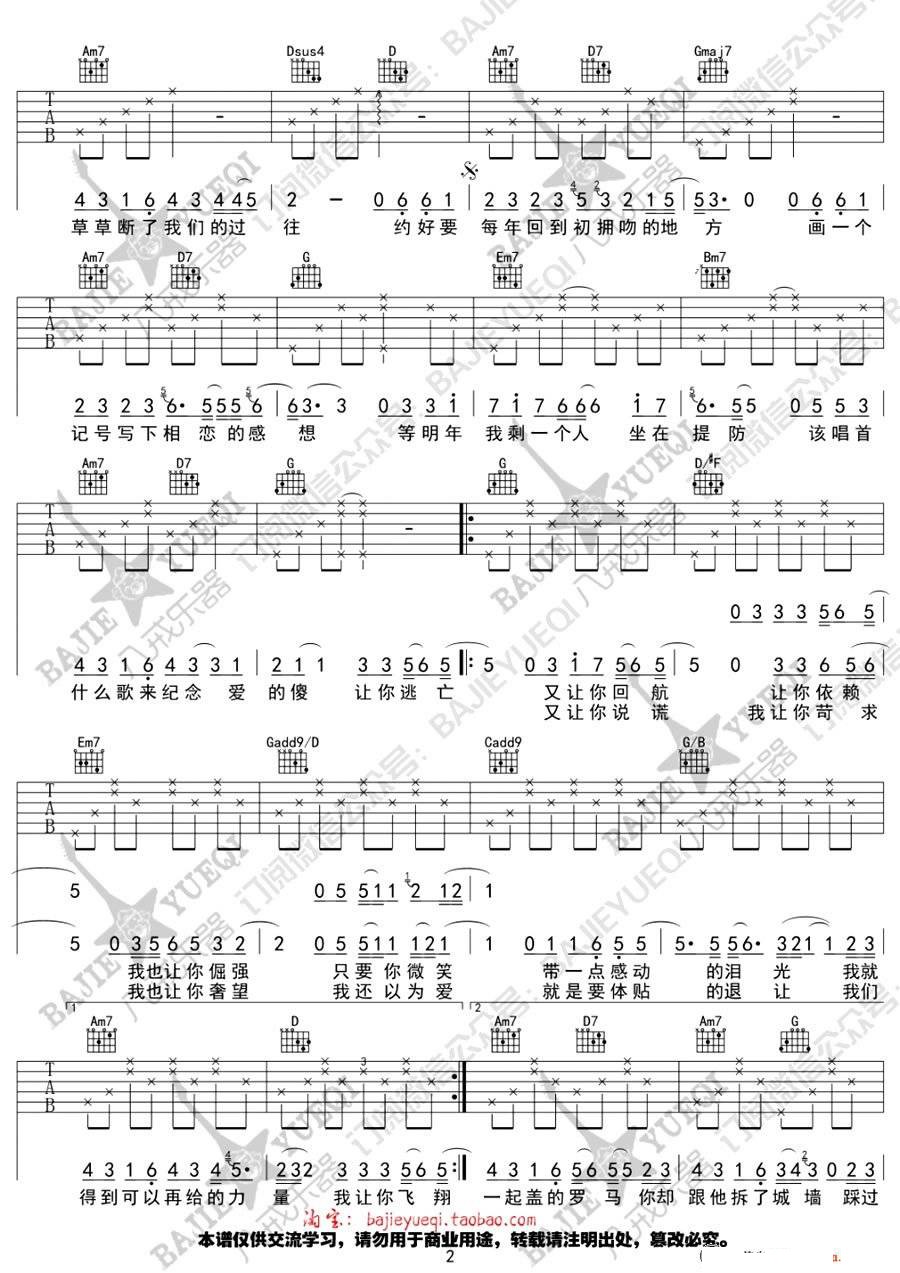 Am7 Dsus4 D Am7 D7 Gmaj7
T A B
4 3 1 6 4 3 4 4 5 2 - 0 6 6 1 2 3 2 3 5 3 2 1 5 5 3· 0 0 6 6 1
草草断了我们的过 往 约好要 每年回到初拥吻的地 方 画一个
Am7 D7 G Em7 Bm7
T A B
2 3 2 3 6· 5 5 5 5 6 6 3· 3 0 3 3 1 7 1 7 6 6 6 1 7 6· 5 5 0 5 5 3
记号写下相 恋的感 想 等明年 我剩一个人 坐在 提 防 该唱首
Am7 D7 G G D/#F
T A B
0 3 3 3 5 6 5
4 3 1 6 4 3 3 1 2 1 1 3 3 5 6 5 5 0 3 1 7 5 6 5 5 0 3 3 6 5 6
什么歌来纪念 爱 的傻 让你逃 亡 又让你回 航 让你依赖
又让你说 谎 我让你苛 求
Em7 Gadd9/D Cadd9 G/B
T A B
5 0 5 5 1 1 2 1 2 1
5 0 3 5 6 5 3 2 2 0 5 5 1 1 1 2 1 1 0 1 1 6 5 5 5· 5 5 6· 3 2 1 1 2 3
我也让你倔强 只要你微笑 带一点感动 的泪 光 我就
我也让你奢望 我还以为爱 就是要体贴 的退 让 我们
1 2
Am7 D Am7 D7 Am7 G
T A B 3
4 3 1 6 4 3 2 4 5· 2 3 2 3 3 3 5 6 5 4 3 1 6 5 4 3 4 3 1 6 3 4 3 0 2 3
得到可以再给的力 量 我让你飞 翔 一起盖的罗 马你却 跟他拆了城 墙 踩过
淘宝：bajieyueqi.taobao.com
本谱仅供交流学习，请勿用于商业用途，转载请注明出处，篡改必究。
2
BAJIE YUEQI 八戒乐器 订阅微信公众号：BAJIEYUEQI